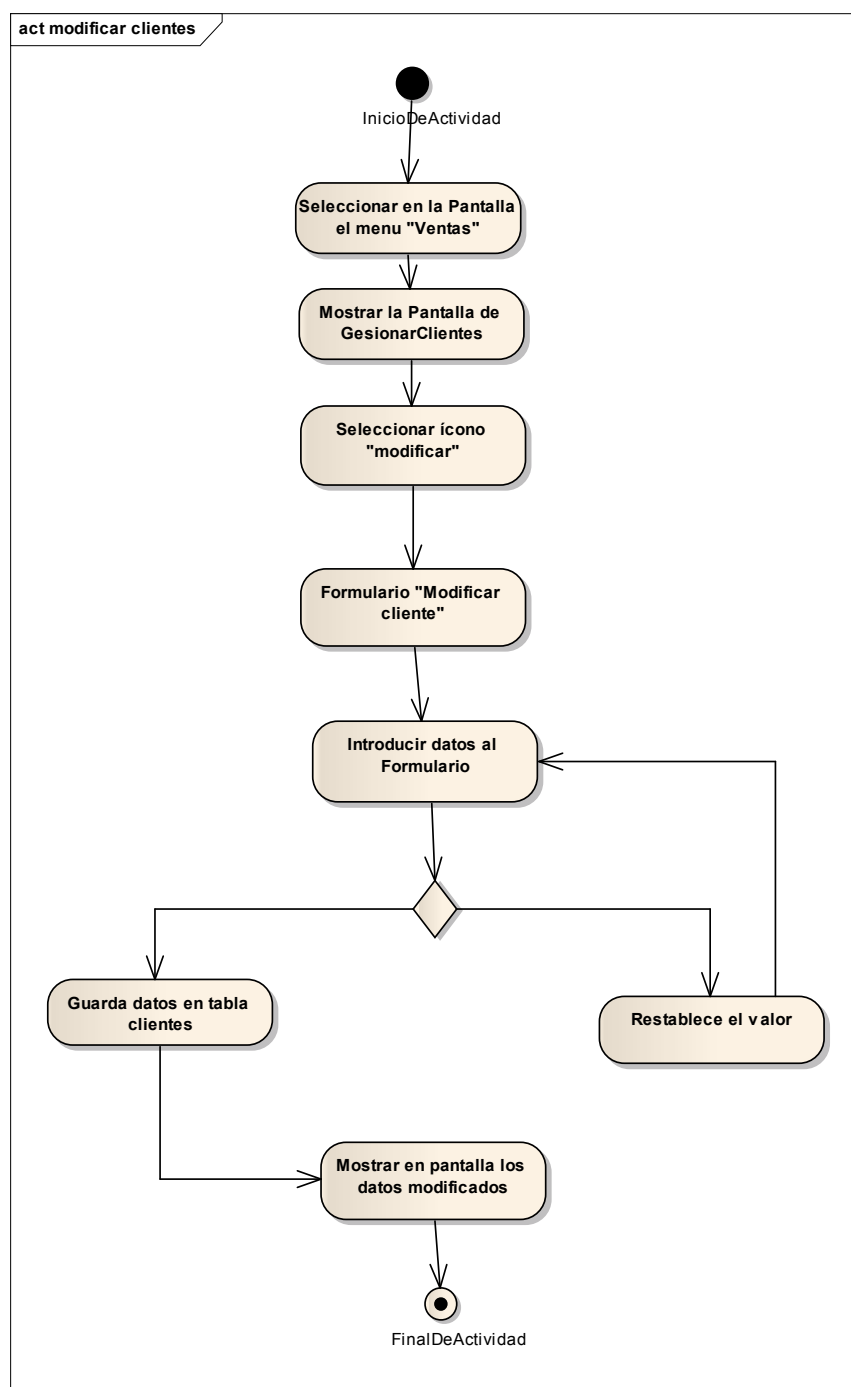 act modificar clientes
InicioDeActividad
Seleccionar en la Pantalla
el menu "Ventas"
Mostrar la Pantalla de
GesionarClientes
Seleccionar ícono
"modificar"
Formulario "Modificar
cliente"
Introducir datos al
Formulario
Guarda datos en tabla
clientes
Restablece el valor
Mostrar en pantalla los
datos modificados
FinalDeActividad